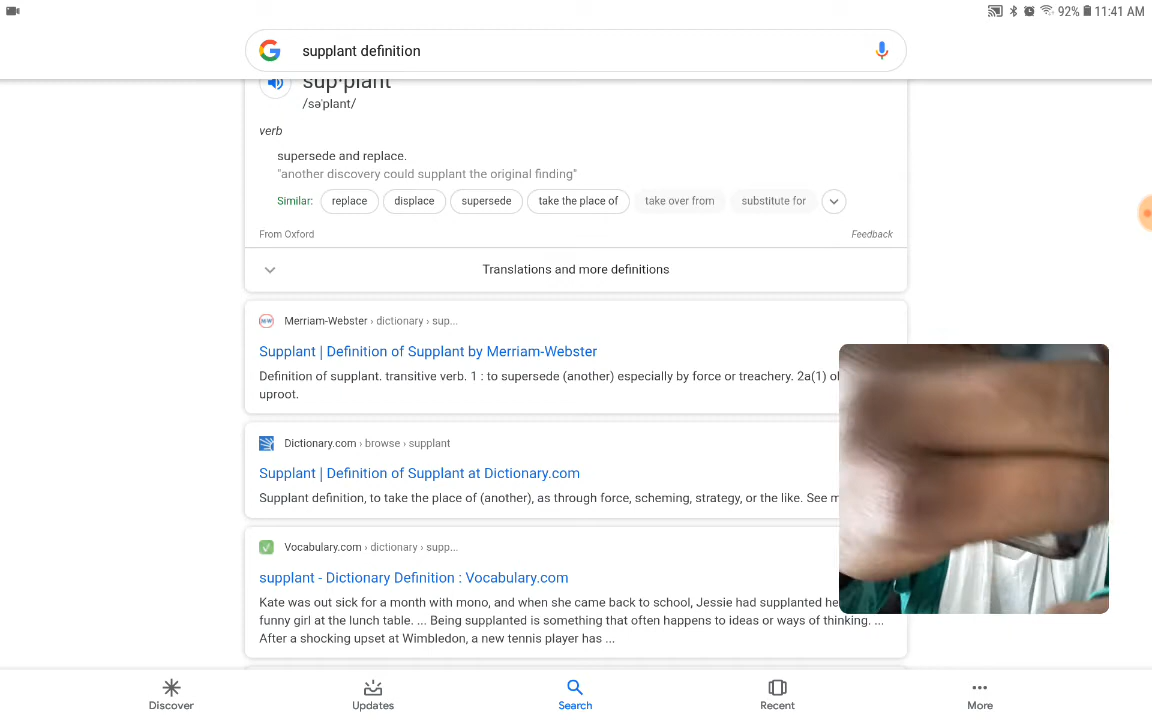 92% 11:41 AM
supplant definition
sup·plant
/səˈplant/
verb
supersede and replace.
"another discovery could supplant the original finding"
Similar: replace displace supersede take the place of take over from substitute for
From Oxford Feedback
Translations and more definitions
Merriam-Webster › dictionary › sup...
Supplant | Definition of Supplant by Merriam-Webster
Definition of supplant. transitive verb. 1 : to supersede (another) especially by force or treachery. 2a(1)
uproot.
Dictionary.com › browse › supplant
Supplant | Definition of Supplant at Dictionary.com
Supplant definition, to take the place of (another), as through force, scheming, strategy, or the like. See
Vocabulary.com › dictionary › supp...
supplant - Dictionary Definition : Vocabulary.com
Kate was out sick for a month with mono, and when she came back to school, Jessie had supplanted
funny girl at the lunch table. ... Being supplanted is something that often happens to ideas or ways of thinking. ...
After a shocking upset at Wimbledon, a new tennis player has ...
Discover Updates Search Recent More